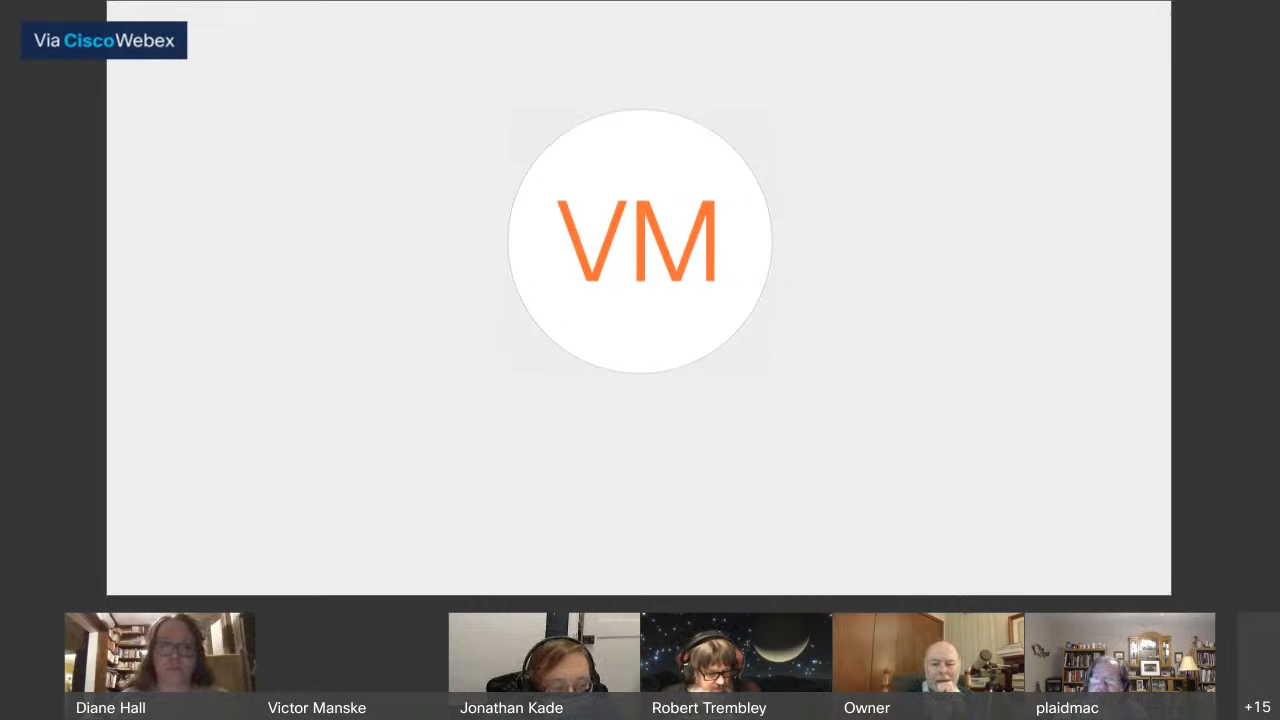 Via CiscoWebex
VM
Diane Hall
Victor Manske
Jonathan Kade
Robert Trembley
Owner
plaidmac
+15